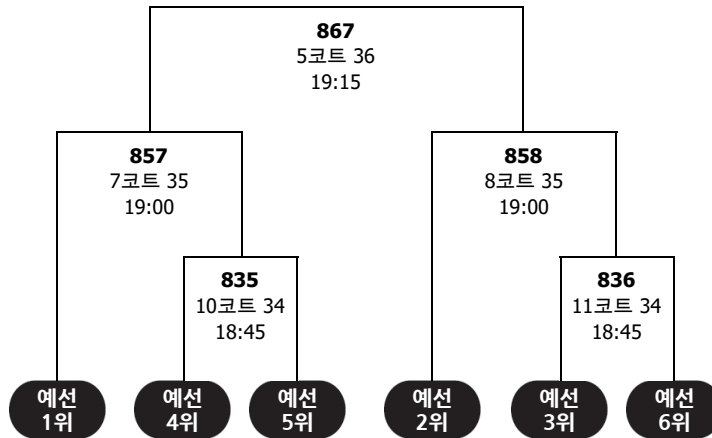 867
5코트 36
19:15
857
7코트 35
19:00
858
8코트 35
19:00
835
10코트 34
18:45
836
11코트 34
18:45
예선
1위
예선
4위
예선
5위
예선
2위
예선
3위
예선
6위